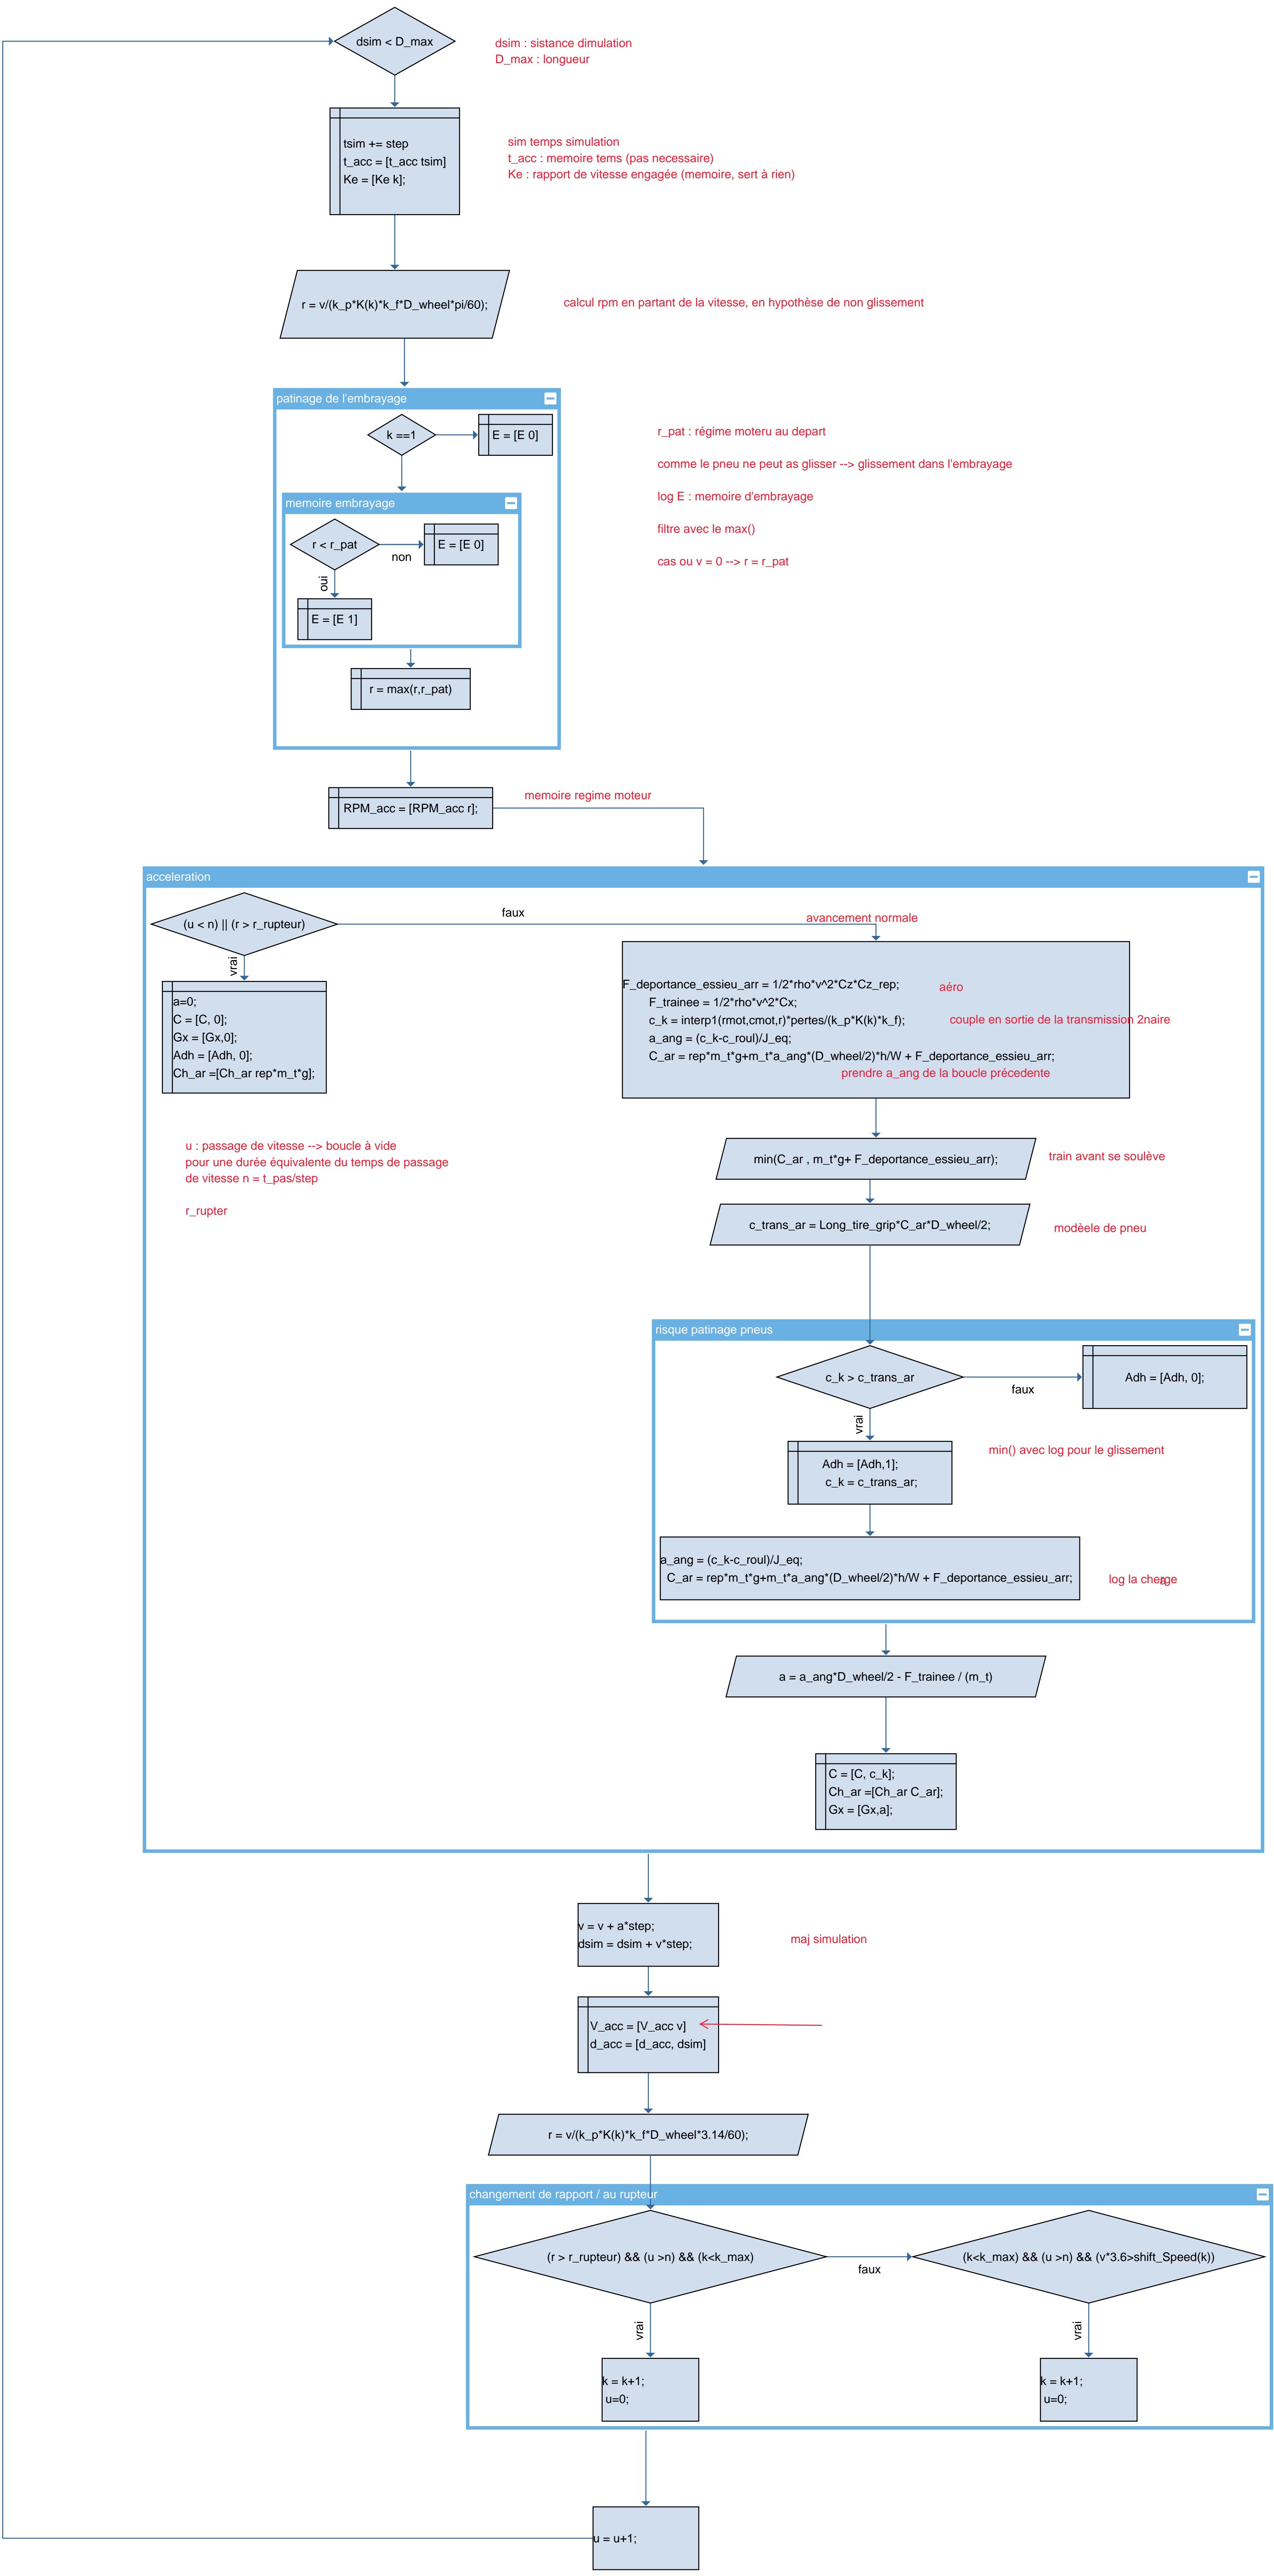 dsim < D_max
dsim : sistance dimulation
D_max : longueur
tsim += step
t_acc = [t_acc tsim]
Ke = [Ke k];
sim temps simulation
t_acc : memoire tems (pas necessaire)
Ke : rapport de vitesse engagée (memoire, sert à rien)
r = v/(k_p*K(k)*k_f*D_wheel*pi/60);
calcul rpm en partant de la vitesse, en hypothèse de non glissement
patinage de l'embrayage
k ==1
E = [E 0]
memoire embrayage
r < r_pat
non
E = [E 0]
oui
E = [E 1]
r = max(r,r_pat)
r_pat : régime moteru au depart
comme le pneu ne peut as glisser --> glissement dans l'embrayage
log E : memoire d'embrayage
filtre avec le max()
cas ou v = 0 --> r = r_pat
RPM_acc = [RPM_acc r];
memoire regime moteur
acceleration
(u < n) || (r > r_rupteur)
faux
vrai
avancement normale
a=0;
C = [C, 0];
Gx = [Gx,0];
Adh = [Adh, 0];
Ch_ar =[Ch_ar rep*m_t*g];
F_deportance_essieu_arr = 1/2*rho*v^2*Cz*Cz_rep;
aéro
F_trainee = 1/2*rho*v^2*Cx;
c_k = interp1(rmot,cmot,r)*pertes/(k_p*K(k)*k_f);
couple en sortie de la transmission 2naire
a_ang = (c_k-c_roul)/J_eq;
C_ar = rep*m_t*g+m_t*a_ang*(D_wheel/2)*h/W + F_deportance_essieu_arr;
prendre a_ang de la boucle précedente
u : passage de vitesse --> boucle à vide
pour une durée équivalente du temps de passage
de vitesse n = t_pas/step
r_rupter
min(C_ar , m_t*g+ F_deportance_essieu_arr);
train avant se soulève
c_trans_ar = Long_tire_grip*C_ar*D_wheel/2;
modèele de pneu
risque patinage pneus
c_k > c_trans_ar
faux
Adh = [Adh, 0];
vrai
Adh = [Adh,1];
c_k = c_trans_ar;
min() avec log pour le glissement
a_ang = (c_k-c_roul)/J_eq;
C_ar = rep*m_t*g+m_t*a_ang*(D_wheel/2)*h/W + F_deportance_essieu_arr;
log la
a = a_ang*D_wheel/2 - F_trainee / (m_t)
C = [C, c_k];
Ch_ar =[Ch_ar C_ar];
Gx = [Gx,a];
v = v + a*step;
dsim = dsim + v*step;
maj simulation
V_acc = [V_acc v]
d_acc = [d_acc, dsim]
r = v/(k_p*K(k)*k_f*D_wheel*3.14/60);
changement de rapport / au rupteur
(r > r_rupteur) && (u >n) && (k<k_max)
faux
(k<k_max) && (u >n) && (v*3.6>shift_Speed(k))
vrai
vrai
k = k+1;
u=0;
k = k+1;
u=0;
u = u+1;